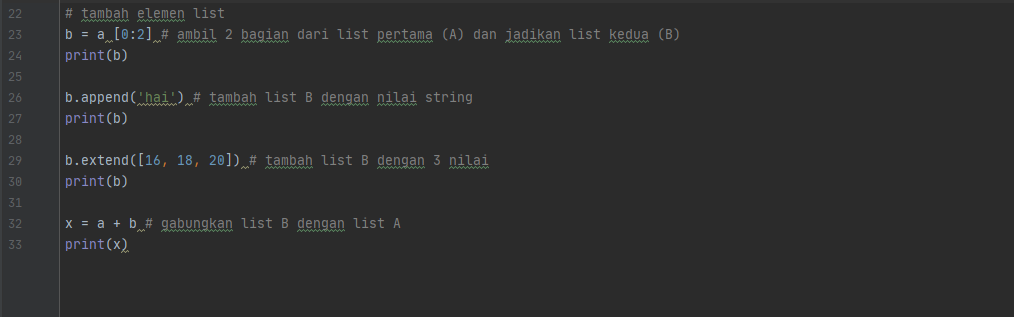 22 # tambah elemen list
23 b = a [0:2] # ambil 2 bagian dari list pertama (A) dan jadikan list kedua (B)
24 print(b)
25
26 b.append('hai') # tambah list B dengan nilai string
27 print(b)
28
29 b.extend([16, 18, 20]) # tambah list B dengan 3 nilai
30 print(b)
31
32 x = a + b # gabungkan list B dengan list A
33 print(x)